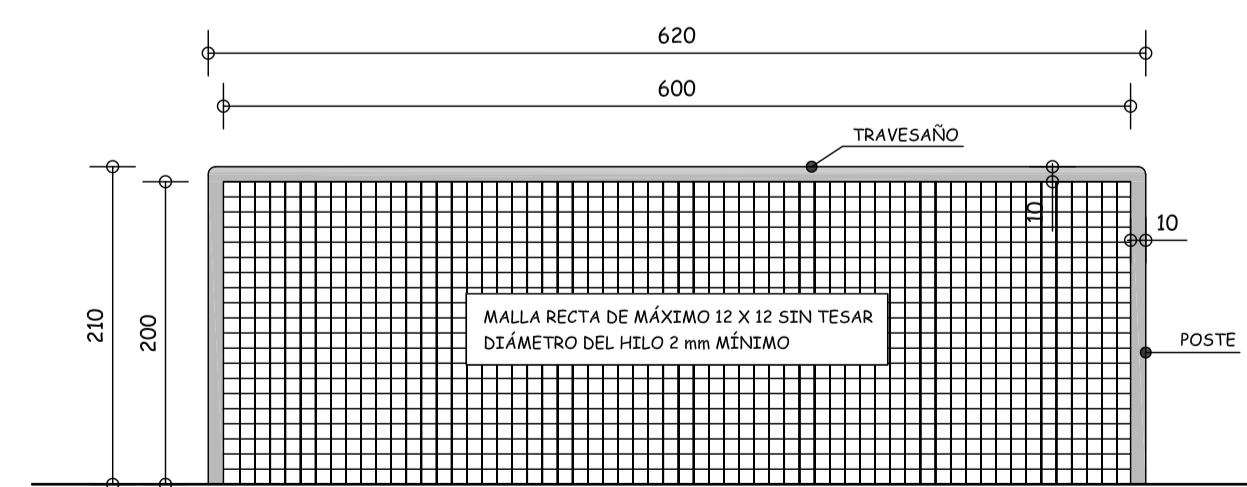 620
600
TRAVESAÑO
10
10
210
200
MALLA RECTA DE MÁXIMO 12 X 12 SIN TESAR
DIÁMETRO DEL HILO 2 mm MÍNIMO
POSTE